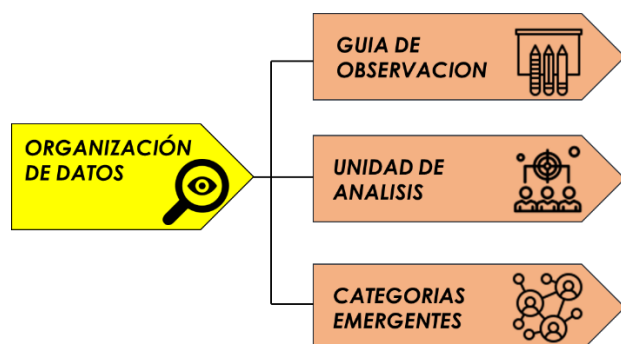 GUIA DE
OBSERVACION
ORGANIZACIÓN
DE DATOS
UNIDAD DE
ANALISIS
CATEGORIAS
EMERGENTES